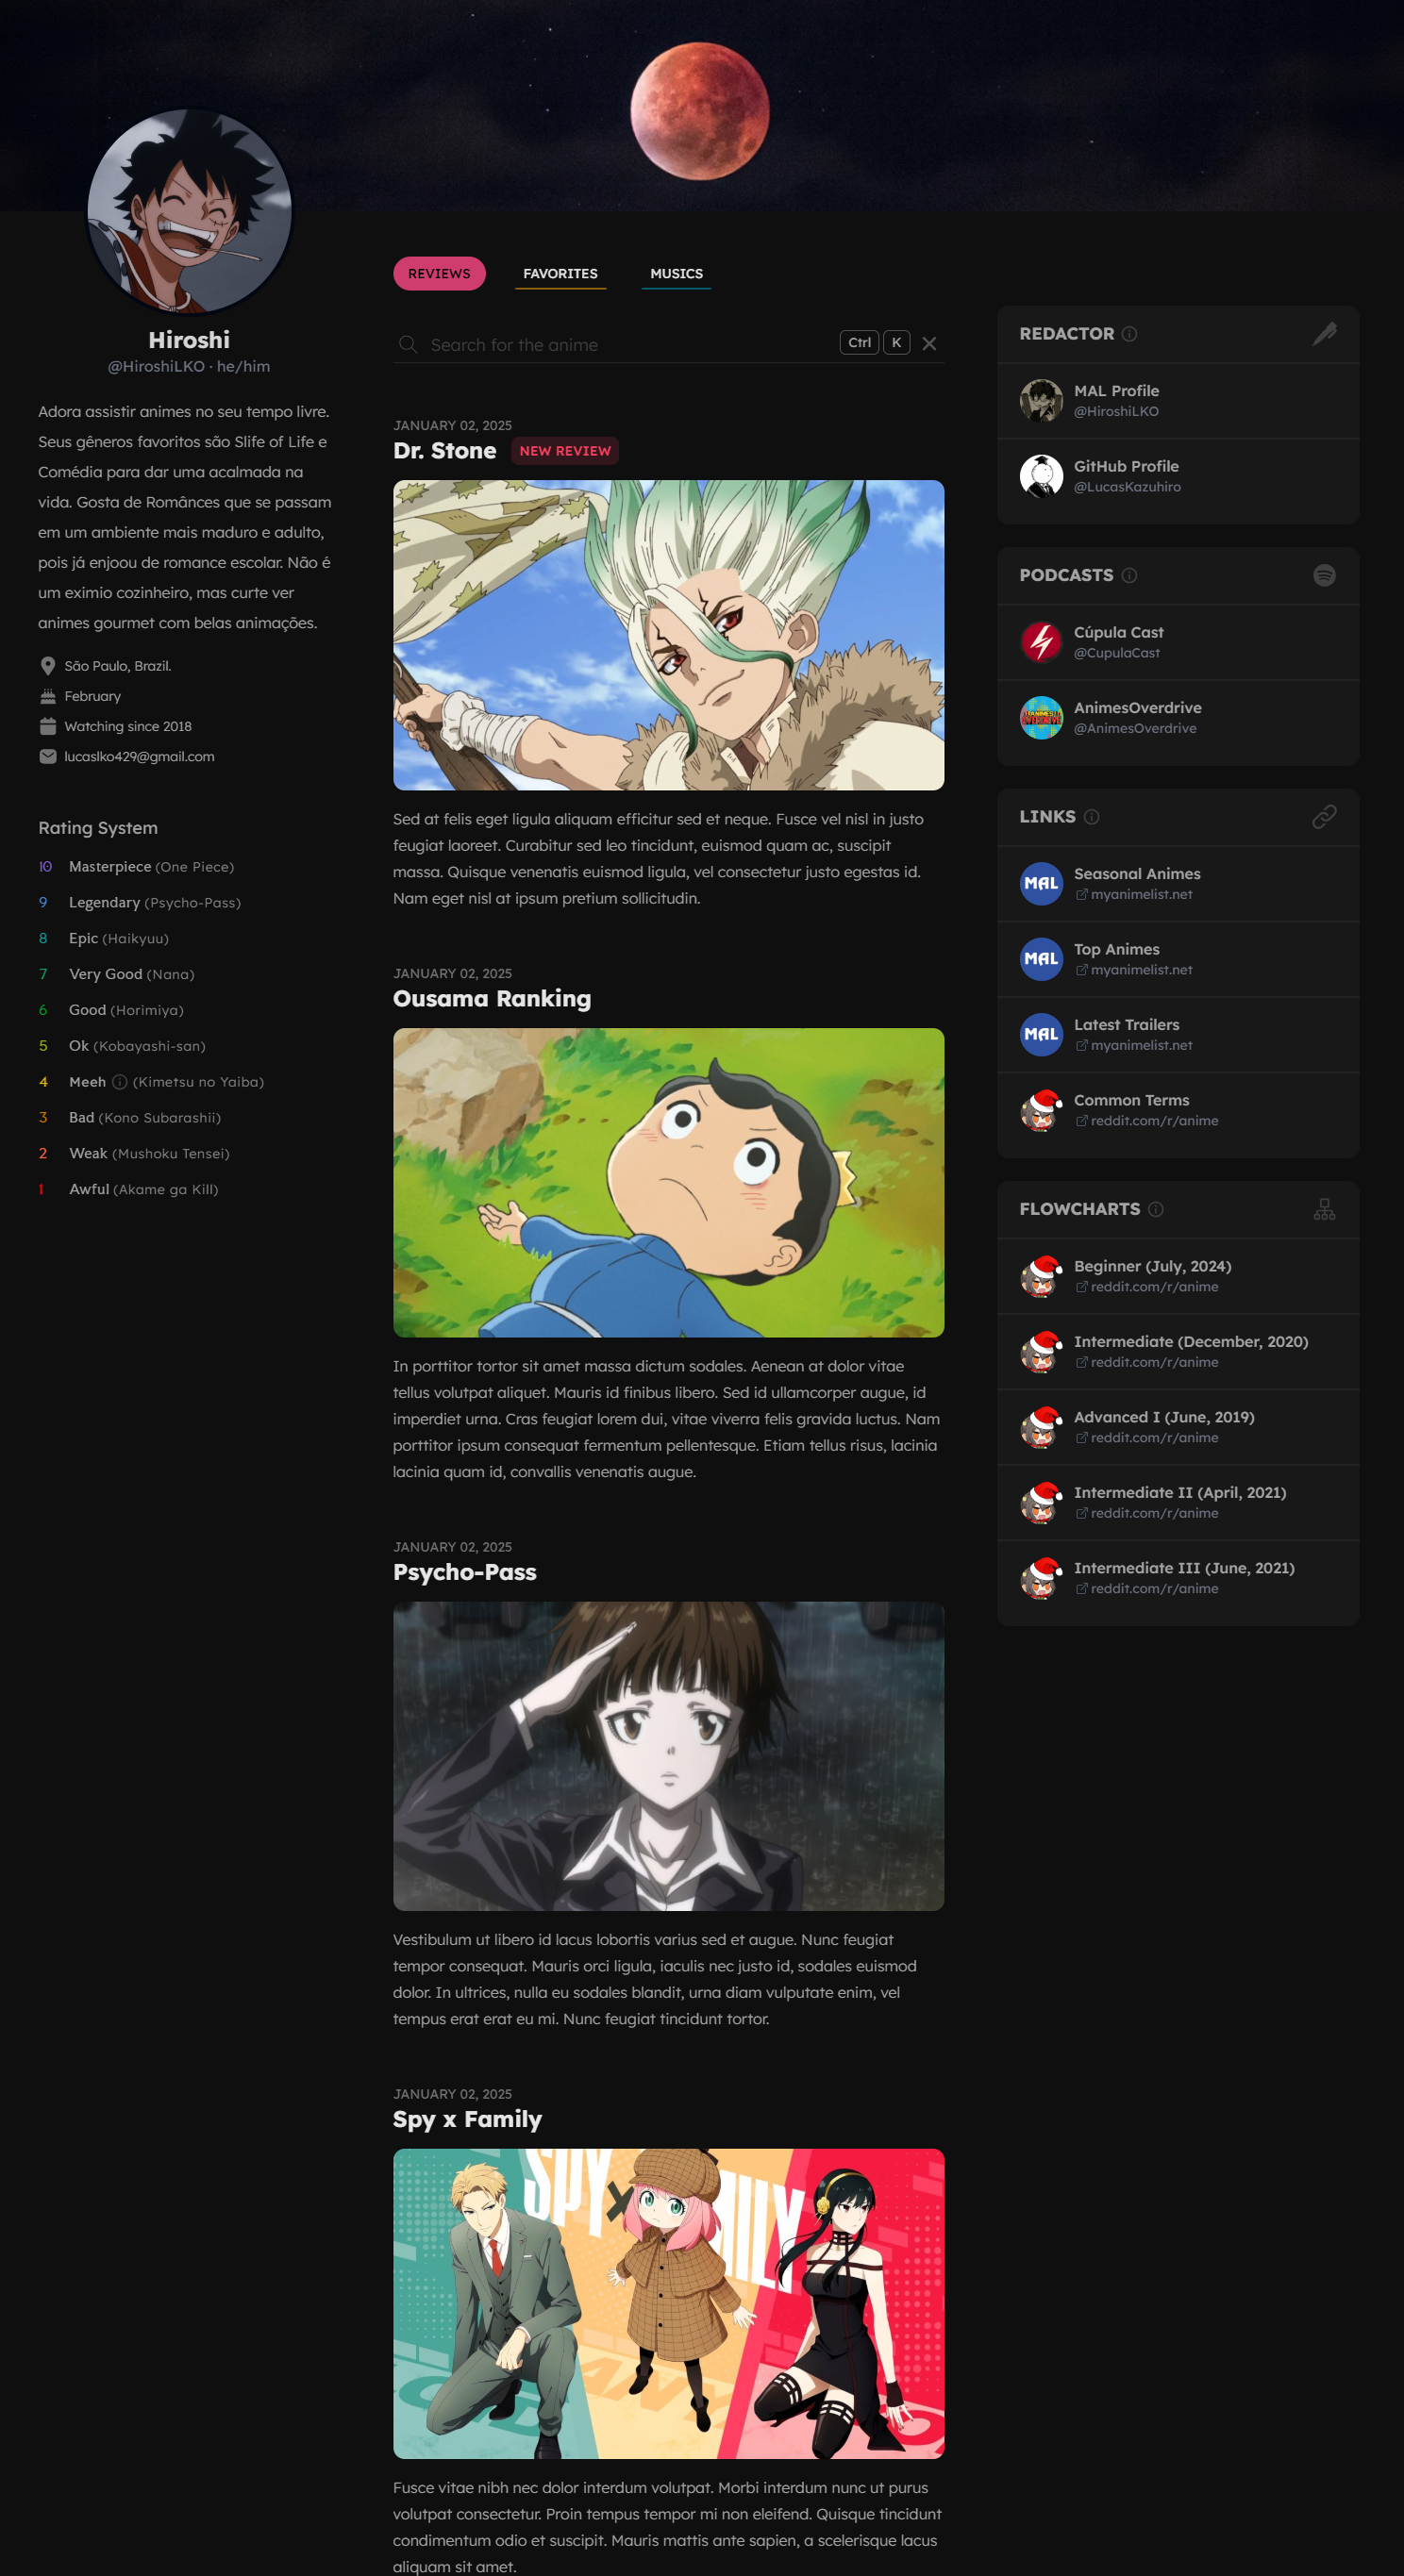 Hiroshi
@HiroshiLKO · he/him
Adora assistir animes no seu tempo livre.
Seus gêneros favoritos são Slife of Life e
Comédia para dar uma acalmada na
vida. Gosta de Românces que se passam
em um ambiente mais maduro e adulto,
pois já enjoou de romance escolar. Não é
um eximio cozinheiro, mas curte ver
animes gourmet com belas animações.
São Paulo, Brazil.
February
Watching since 2018
lucaslko429@gmail.com
Rating System
10 Masterpiece (One Piece)
9 Legendary (Psycho-Pass)
8 Epic (Haikyuu)
7 Very Good (Nana)
6 Good (Horimiya)
5 Ok (Kobayashi-san)
4 Meeh (Kimetsu no Yaiba)
3 Bad (Kono Subarashii)
2 Weak (Mushoku Tensei)
1 Awful (Akame ga Kill)
REVIEWS FAVORITES MUSICS
Search for the anime Ctrl K
JANUARY 02, 2025
Dr. Stone NEW REVIEW
Sed at felis eget ligula aliquam efficitur sed et neque. Fusce vel nisl in justo
feugiat laoreet. Curabitur sed leo tincidunt, euismod quam ac, suscipit
massa. Quisque venenatis euismod ligula, vel consectetur justo egestas id.
Nam eget nisl at ipsum pretium sollicitudin.
JANUARY 02, 2025
Ousama Ranking
In porttitor tortor sit amet massa dictum sodales. Aenean at dolor vitae
tellus volutpat aliquet. Mauris id finibus libero. Sed id ullamcorper augue, id
imperdiet urna. Cras feugiat lorem dui, vitae viverra felis gravida luctus. Nam
porttitor ipsum consequat fermentum pellentesque. Etiam tellus risus, lacinia
lacinia quam id, convallis venenatis augue.
JANUARY 02, 2025
Psycho-Pass
Vestibulum ut libero id lacus lobortis varius sed et augue. Nunc feugiat
tempor consequat. Mauris orci ligula, iaculis nec justo id, sodales euismod
dolor. In ultrices, nulla eu sodales blandit, urna diam vulputate enim, vel
tempus erat erat eu mi. Nunc feugiat tincidunt tortor.
JANUARY 02, 2025
Spy x Family
SPY x
Fusce vitae nibh nec dolor interdum volutpat. Morbi interdum nunc ut purus
volutpat consectetur. Proin tempus tempor mi non eleifend. Quisque tincidunt
condimentum odio et suscipit. Mauris mattis ante sapien, a scelerisque lacus
aliquam sit amet.
REDACTOR
MAL Profile
@HiroshiLKO
GitHub Profile
@LucasKazuhiro
PODCASTS
Cúpula Cast
@CupulaCast
AnimesOverdrive
@AnimesOverdrive
LINKS
MAL Seasonal Animes
myanimelist.net
MAL Top Animes
myanimelist.net
MAL Latest Trailers
myanimelist.net
Common Terms
reddit.com/r/anime
FLOWCHARTS
Beginner (July, 2024)
reddit.com/r/anime
Intermediate (December, 2020)
reddit.com/r/anime
Advanced I (June, 2019)
reddit.com/r/anime
Intermediate II (April, 2021)
reddit.com/r/anime
Intermediate III (June, 2021)
reddit.com/r/anime